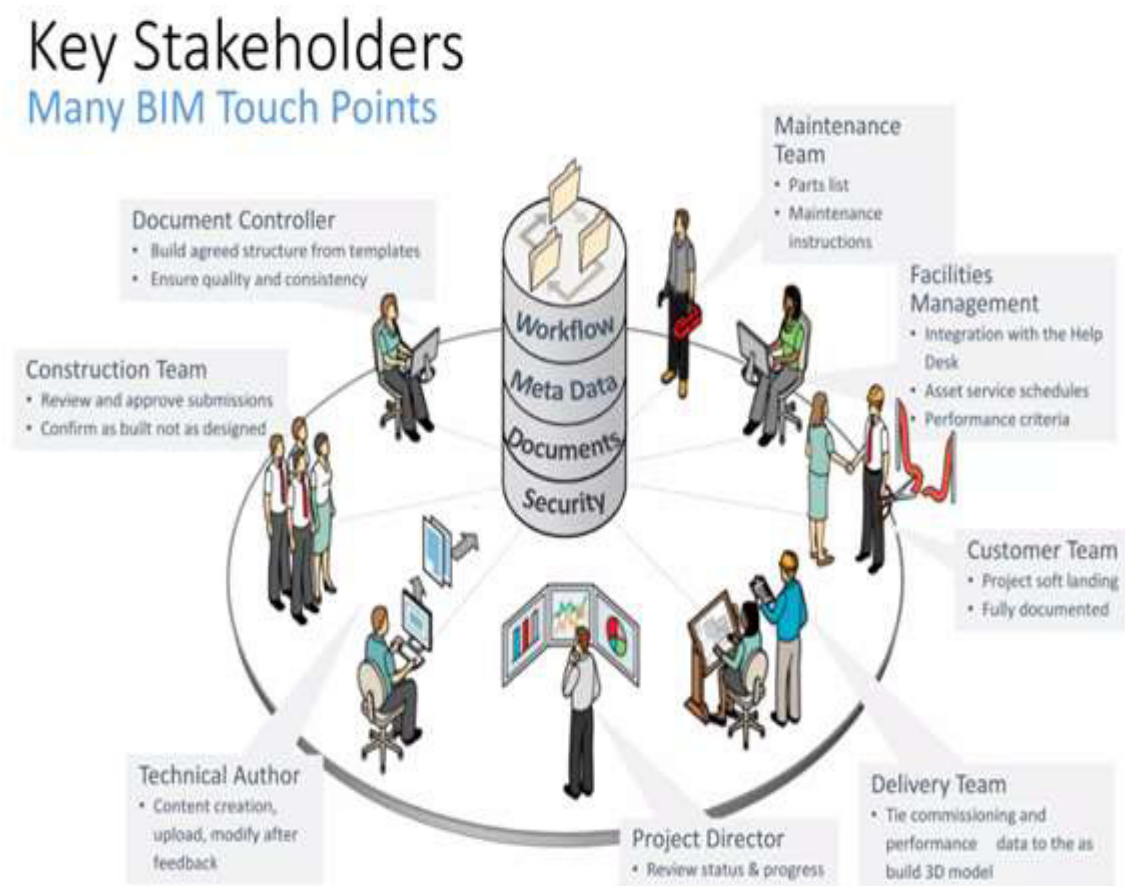 Key Stakeholders
Many BIM Touch Points
Maintenance
Team
• Parts list
• Maintenance
instructions
Document Controller
• Build agreed structure from templates
• Ensure quality and consistency
Facilities
Management
• Integration with the Help
Desk
• Asset service schedules
• Performance criteria
Construction Team
• Review and approve submissions
• Confirm as built not as designed
Workflow
Meta Data
Documents
Security
Customer Team
• Project soft landing
• Fully documented
Technical Author
• Content creation,
upload, modify after
feedback
Project Director
• Review status & progress
Delivery Team
• Tie commissioning and
performance data to the as
build 3D model